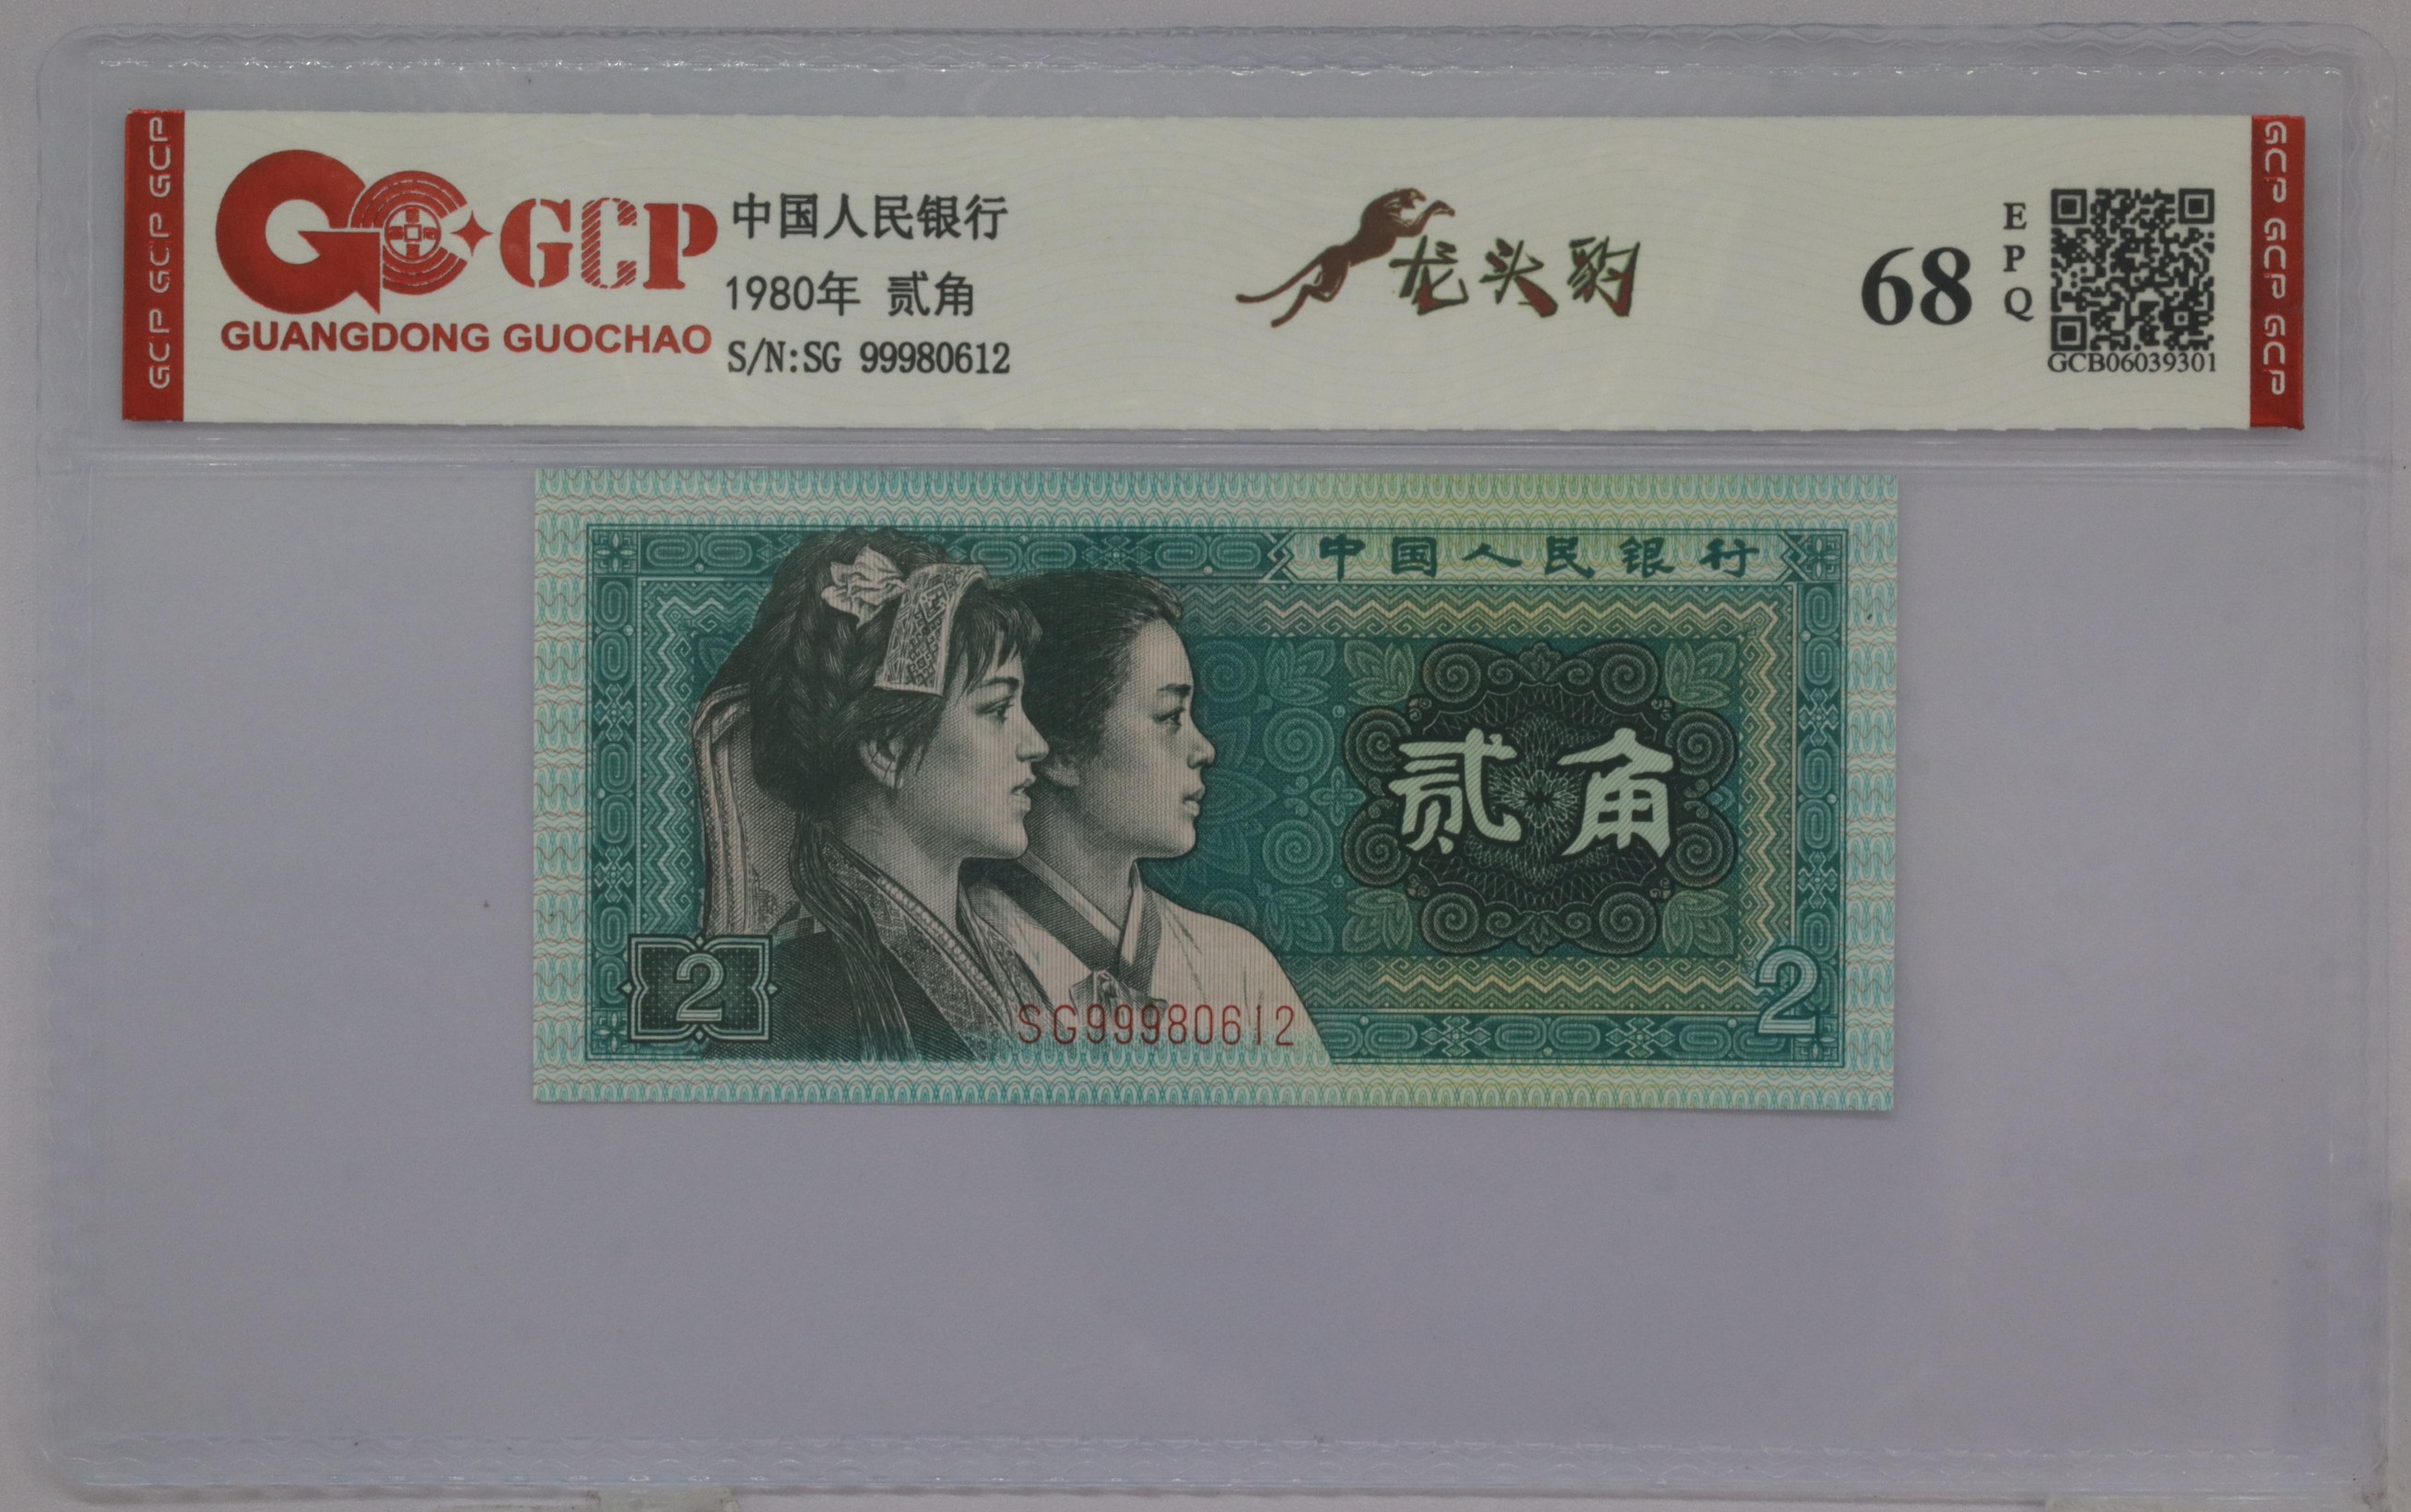 GCP GCP GCP
GCP
GUANGDONG GUOCHAO
中国人民银行
1980年 贰角
S/N:SG 99980612
龙头豹
68
EPQ
GCB06039301
GCP GCP GCP
中国人民银行
贰角
2
SG99980612
2